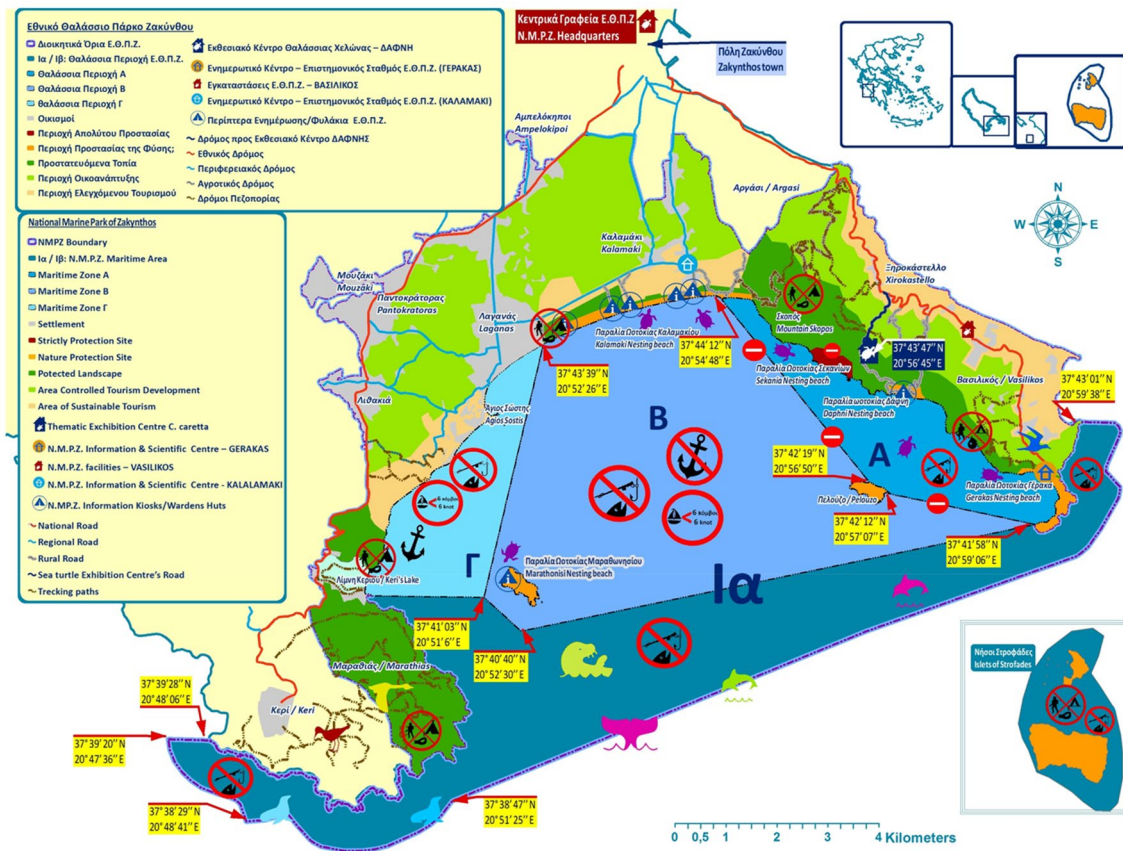 Κεντρικά Γραφεία Ε.Θ.Π.Ζ
N.M.P.Z. Headquarters
Πόλη Ζακύνθου
Zakynthos town
Εθνικό Θαλάσσιο Πάρκο Ζακύνθου
Διοικητικά Όρια Ε.Θ.Π.Ζ.
Ια / Ιβ: Θαλάσσια Περιοχή Ε.Θ.Π.Ζ.
Θαλάσσια Περιοχή Α
Θαλάσσια Περιοχή Β
Θαλάσσια Περιοχή Γ
Οικισμοί
Περιοχή Απολύτου Προστασίας
Περιοχή Προστασίας της Φύσης;
Προστατευόμενα Τοπία
Περιοχή Οικοανάπτυξης
Περιοχή Ελεγχόμενου Τουρισμού
Εκθεσιακό Κέντρο Θαλάσσιας Χελώνας – ΔΑΦΝΗ
Ενημερωτικό Κέντρο – Επιστημονικός Σταθμός Ε.Θ.Π.Ζ. (ΓΕΡΑΚΑΣ)
Εγκαταστάσεις Ε.Θ.Π.Ζ. – ΒΑΣΙΛΙΚΟΣ
Ενημερωτικό Κέντρο – Επιστημονικός Σταθμός Ε.Θ.Π.Ζ. (ΚΑΛΑΜΑΚΙ)
Περίπτερα Ενημέρωσης/Φυλάκια Ε.Θ.Π.Ζ.
Δρόμος προς Εκθεσιακό Κέντρο ΔΑΦΝΗΣ
Εθνικός Δρόμος
Περιφερειακός Δρόμος
Αγροτικός Δρόμος
Δρόμοι Πεζοπορίας
National Marine Park of Zakynthos
NMPZ Boundary
Ια / Ιβ: N.M.P.Z. Maritime Area
Maritime Zone A
Maritime Zone B
Maritime Zone Γ
Settlement
Strictly Protection Site
Nature Protection Site
Potected Landscape
Area Controlled Tourism Development
Area of Sustainable Tourism
Thematic Exhibition Centre C. caretta
N.M.P.Z. Information & Scientific Centre – GERAKAS
N.M.P.Z. facilities – VASILIKOS
N.M.P.Z. Information & Scientific Centre - KALALAMAKI
N.MP.Z. Information Kiosks/Wardens Huts
National Road
Regional Road
Rural Road
Sea turtle Exhibition Centre's Road
Trecking paths
Αμπελόκηποι
Ampelokipoi
Αργάσι / Argasi
Καλαμάκι
Kalamaki
Ξηροκάστελλο
Xirokastello
Μουζάκι
Mouzaki
Παντοκράτορας
Pantokratoras
Λαγανάς
Laganas
Λιθακιά
Άγιος Σώστης
Agios Sostis
Σκοπός
Mountain Skopos
Βασιλικός / Vasilikos
Παραλία Ωοτοκίας Καλαμακίου
Kalamaki Nesting beach
Παραλία Ωοτοκίας Σεκανίων
Sekania Nesting beach
Παραλία ωοτοκίας Δάφνη
Daphni Nesting beach
Παραλία Ωοτοκίας Γέρακα
Gerakas Nesting beach
Πελούζο / Pelouzo
Παραλία Ωοτοκίας Μαραθωνησίου
Marathonisi Nesting beach
Λίμνη Κεριού / Keri's Lake
Μαραθιάς / Marathias
Κερί / Keri
37° 43' 39'' N
20° 52' 26'' E
37° 44' 12'' N
20° 54' 48'' E
37° 43' 47'' N
20° 56' 45'' E
37° 43' 01'' N
20° 59' 38'' E
37° 42' 19'' N
20° 56' 50'' E
37° 42' 12'' N
20° 57' 07'' E
37° 41' 58'' N
20° 59' 06'' E
37° 41' 03'' N
20° 51' 6'' E
37° 40' 40'' N
20° 52' 30'' E
37° 39' 28'' N
20° 48' 06'' E
37° 39' 20'' N
20° 47' 36'' E
37° 38' 29'' N
20° 48' 41'' E
37° 38' 47'' N
20° 51' 25'' E
Α
Β
Γ
Ια
6 κόμβοι
6 knot
6 κόμβοι
6 knot
N
W E
S
Νήσοι Στροφάδες
Islets of Strofades
0 0,5 1 2 3 4 Kilometers